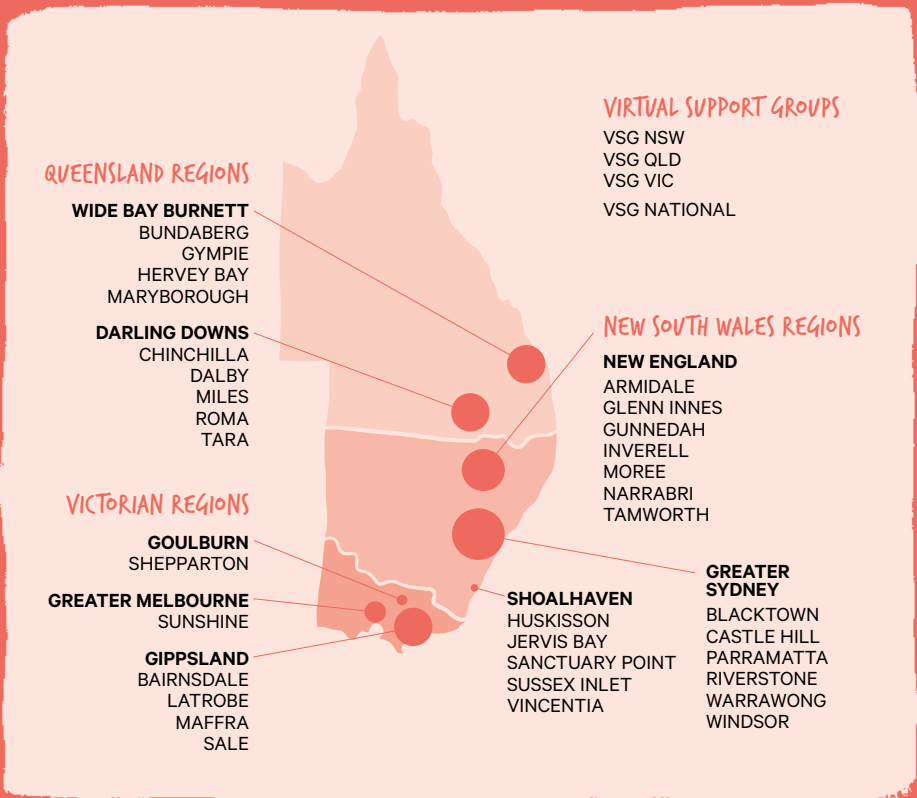 VIRTUAL SUPPORT GROUPS
VSG NSW
VSG QLD
VSG VIC
VSG NATIONAL
QUEENSLAND REGIONS
WIDE BAY BURNETT
BUNDABERG
GYMPIE
HERVEY BAY
MARYBOROUGH
DARLING DOWNS
CHINCHILLA
DALBY
MILES
ROMA
TARA
NEW SOUTH WALES REGIONS
NEW ENGLAND
ARMIDALE
GLENN INNES
GUNNEDAH
INVERELL
MOREE
NARRABRI
TAMWORTH
VICTORIAN REGIONS
GOULBURN
SHEPPARTON
GREATER MELBOURNE
SUNSHINE
GIPPSLAND
BAIRNSDALE
LATROBE
MAFFRA
SALE
SHOALHAVEN
HUSKISSON
JERVIS BAY
SANCTUARY POINT
SUSSEX INLET
VINCENTIA
GREATER
SYDNEY
BLACKTOWN
CASTLE HILL
PARRAMATTA
RIVERSTONE
WARRAWONG
WINDSOR